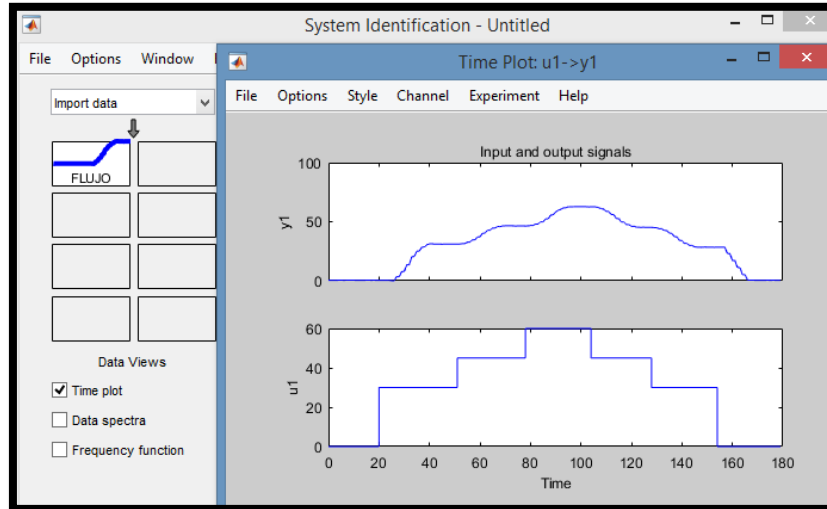 System Identification - Untitled
File Options Window
Import data
FLUJO
Data Views
Time plot
Data spectra
Frequency function
Time Plot: u1->y1
File Options Style Channel Experiment Help
Input and output signals
100
50
0
y1
60
40
20
0
u1
0 20 40 60 80 100 120 140 160 180
Time